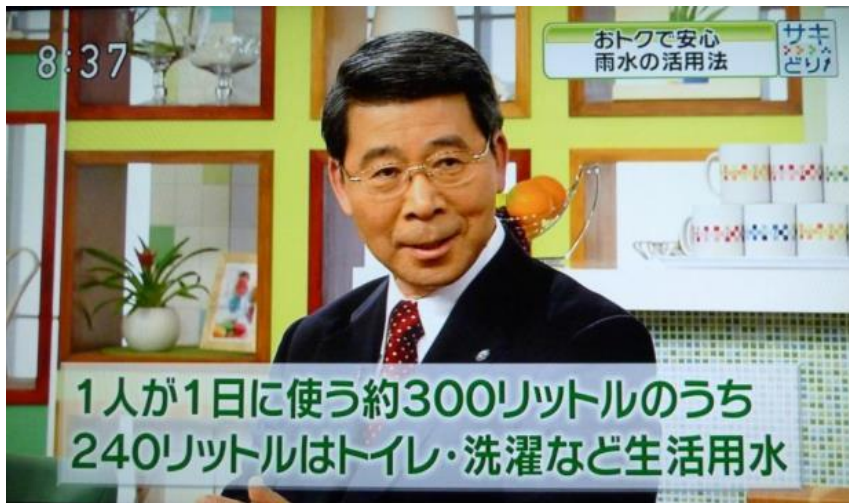 8:37
おトクで安心
雨水の活用法
サキ
どり!
1人が1日に使う約300リットルのうち
240リットルはトイレ・洗濯など生活用水